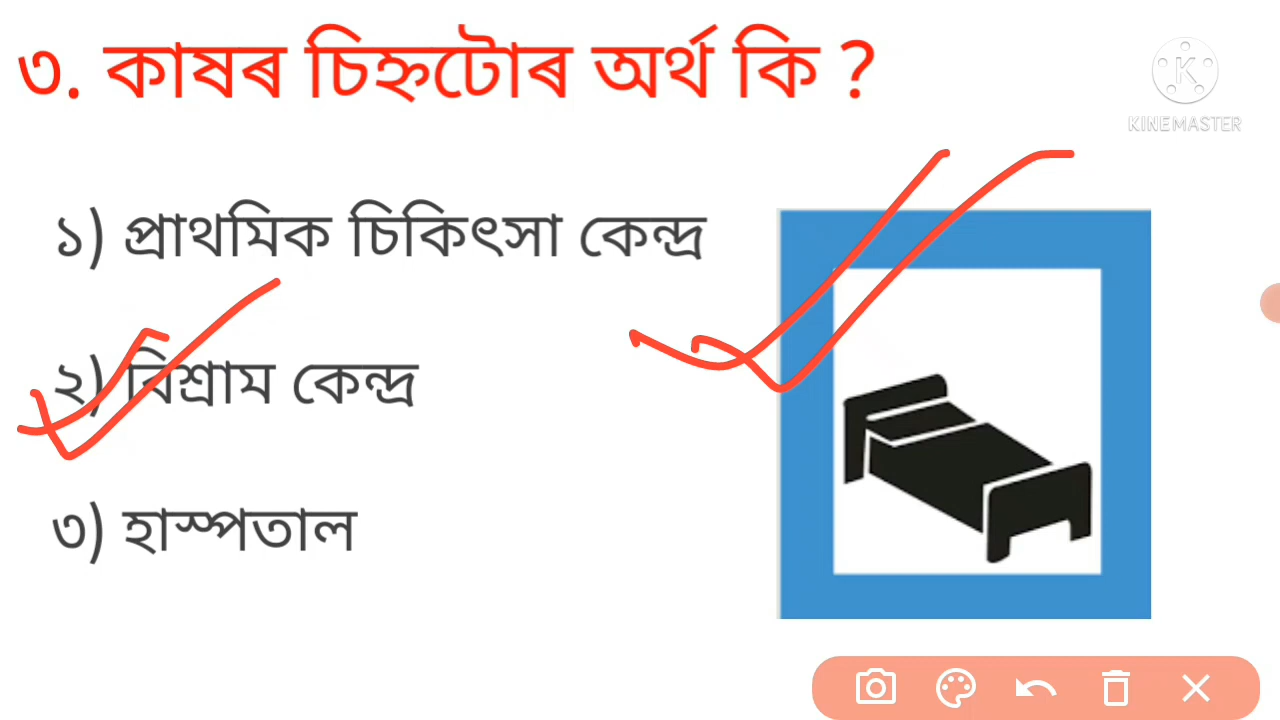 ৩. কাষৰ চিহ্নটোৰ অৰ্থ কি ?
KINEMASTER
১) প্ৰাথমিক চিকিৎসা কেন্দ্ৰ
২) বিশ্ৰাম কেন্দ্ৰ
৩) হাস্পতাল